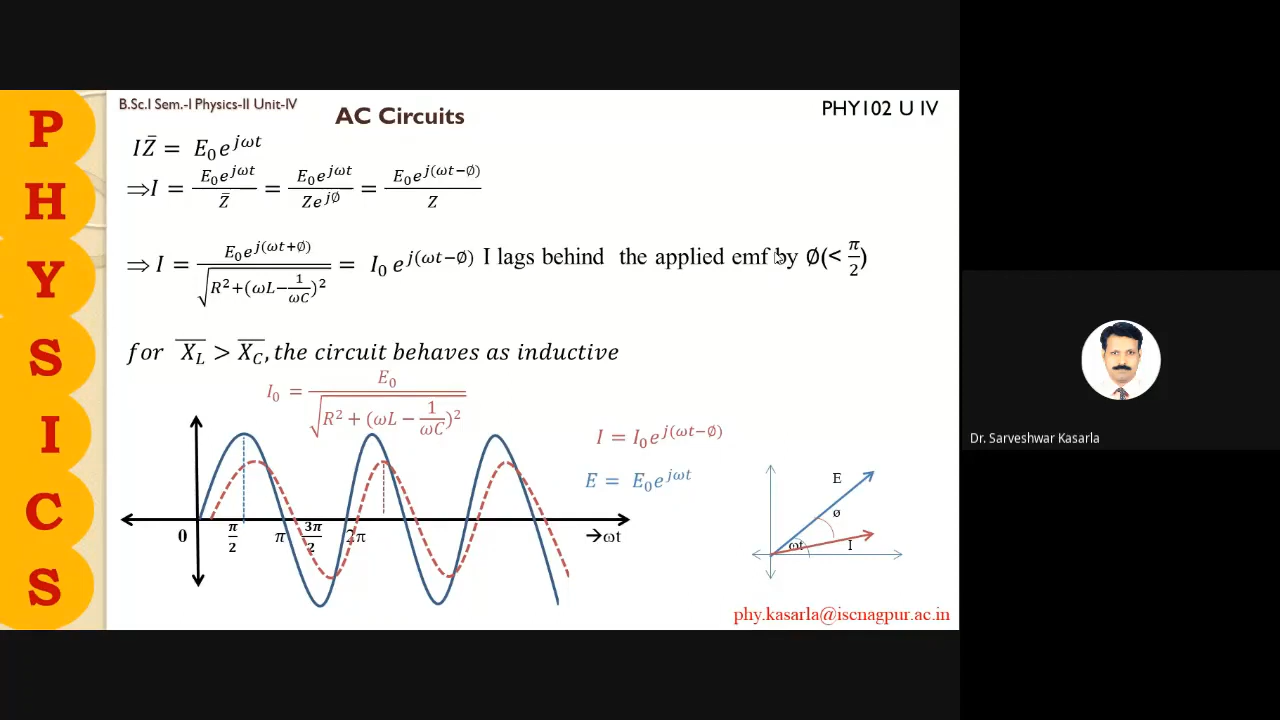 P
H
Y
S
I
C
S
B.Sc.I Sem.-I Physics-II Unit-IV
AC Circuits
PHY102 U IV
IZ̄ = E₀e^{jωt}
⇒I = E₀e^{jωt}/Z̄ = E₀e^{jωt}/Ze^{jØ} = E₀e^{j(ωt−Ø)}/Z
⇒ I = E₀e^{j(ωt+Ø)}/√(R²+(ωL−1/ωC)²) = I₀ e^{j(ωt−Ø)} I lags behind the applied emf by Ø(< π/2)
for X̄_L > X̄_C, the circuit behaves as inductive
I₀ = E₀/√(R² + (ωL − 1/ωC)²)
I = I₀e^{j(ωt−Ø)}
E = E₀e^{jωt}
0 π/2 π 3π/2 2π →ωt
E
ø
ωt I
phy.kasarla@iscnagpur.ac.in
Dr. Sarveshwar Kasarla